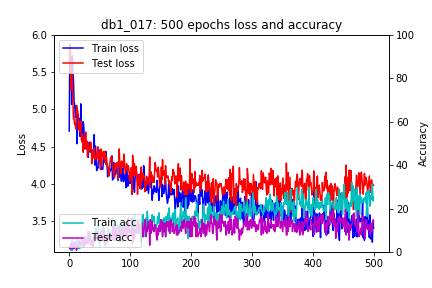 db1_017: 500 epochs loss and accuracy
Train loss
Test loss
Train acc
Test acc
Loss
Accuracy
6.0
5.5
5.0
4.5
4.0
3.5
100
80
60
40
20
0
0
100
200
300
400
500